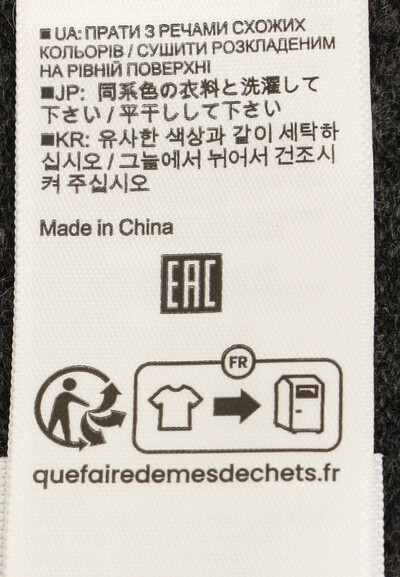 ■ UA: ПРАТИ З РЕЧАМИ СХОЖИХ
КОЛЬОРІВ / СУШИТИ РОЗКЛАДЕНИМ
НА РІВНІЙ ПОВЕРХНІ
■JP: 同系色の衣料と洗濯して
下さい / 平干しして下さい
■KR: 유사한 색상과 같이 세탁하
십시오 / 그늘에서 뉘어서 건조시
켜 주십시오
Made in China
EAC
FR
quefairedemesdechets.fr